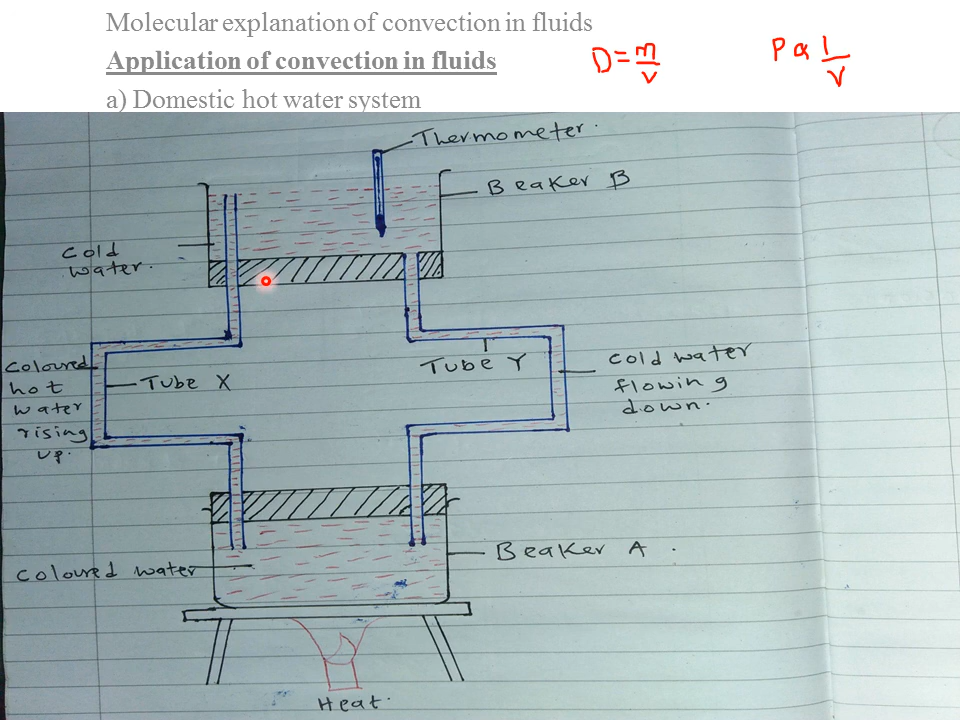 Molecular explanation of convection in fluids
Application of convection in fluids
D = m/v
P α 1/v
a) Domestic hot water system
Thermometer.
Beaker B
Cold
water.
Coloured
hot
water
rising
up.
Tube X
Tube Y
Cold water
flowing
down.
Beaker A.
Coloured water
Heat.